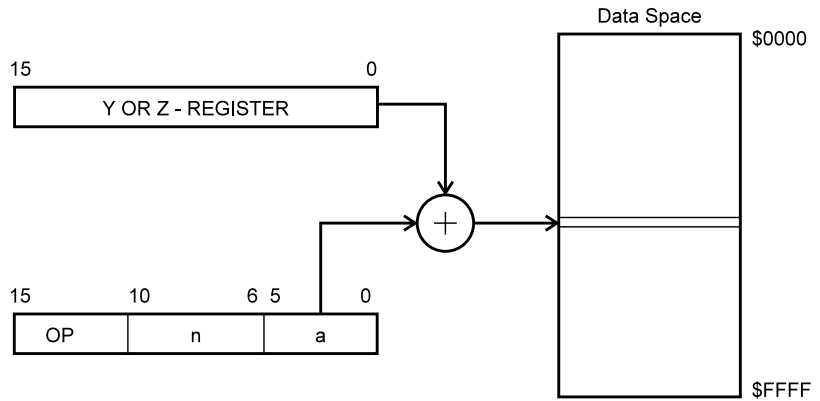 Data Space
$0000
15 0
Y OR Z - REGISTER
+
15 10 6 5 0
OP n a
$FFFF